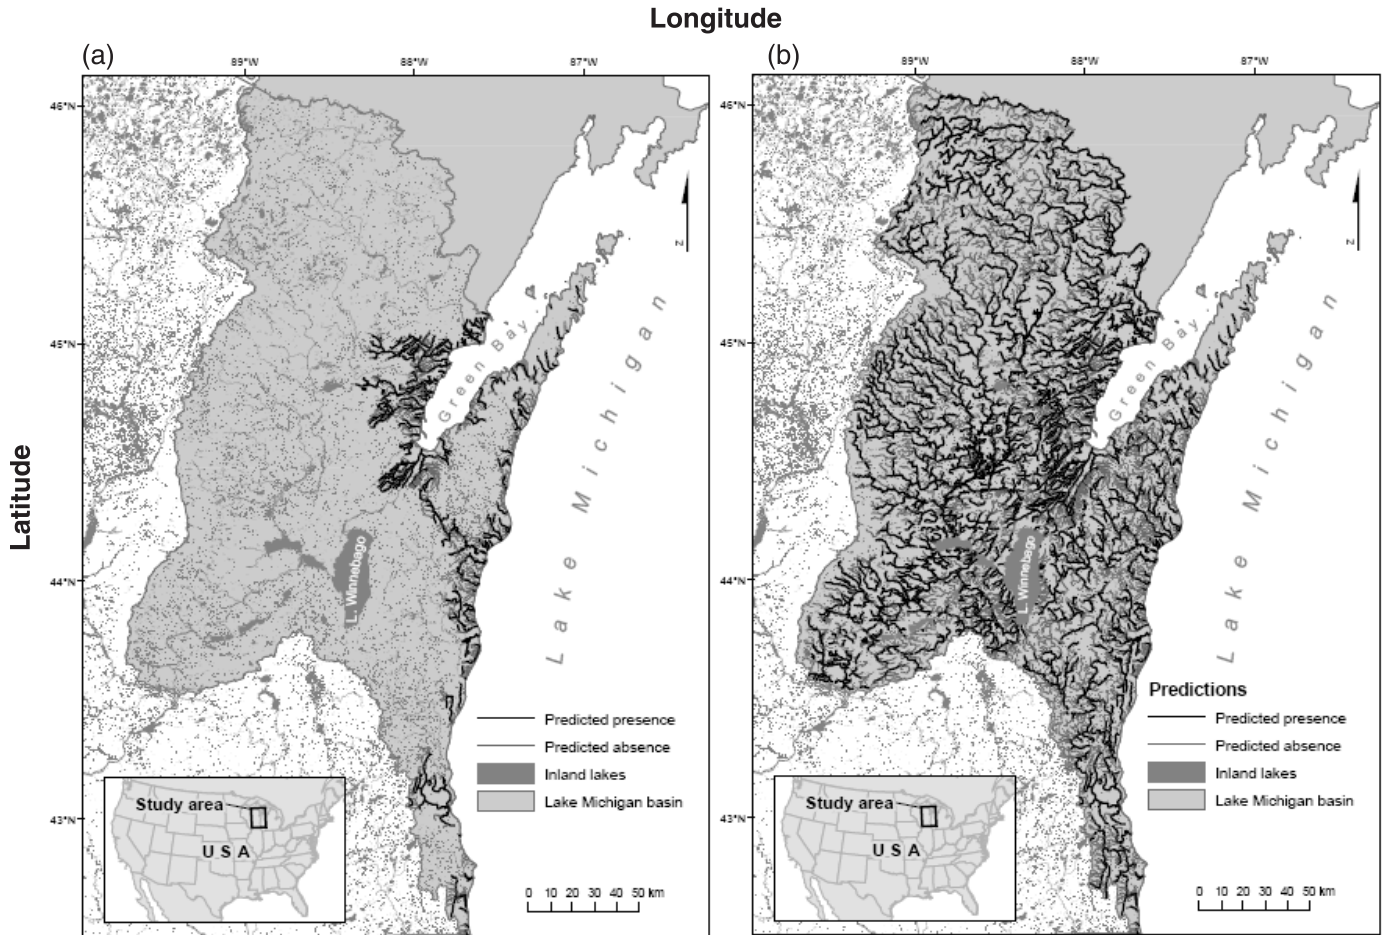 Longitude
(a)
(b)
89°W
88°W
87°W
89°W
88°W
87°W
46°N
46°N
45°N
45°N
44°N
44°N
43°N
43°N
Latitude
N
N
Green Bay
Green Bay
Lake Michigan
Lake Michigan
L. Winnebago
L. Winnebago
Predicted presence
Predicted absence
Inland lakes
Lake Michigan basin
Predictions
Predicted presence
Predicted absence
Inland lakes
Lake Michigan basin
Study area
U S A
Study area
U S A
0 10 20 30 50 km
0 10 20 30 50 km